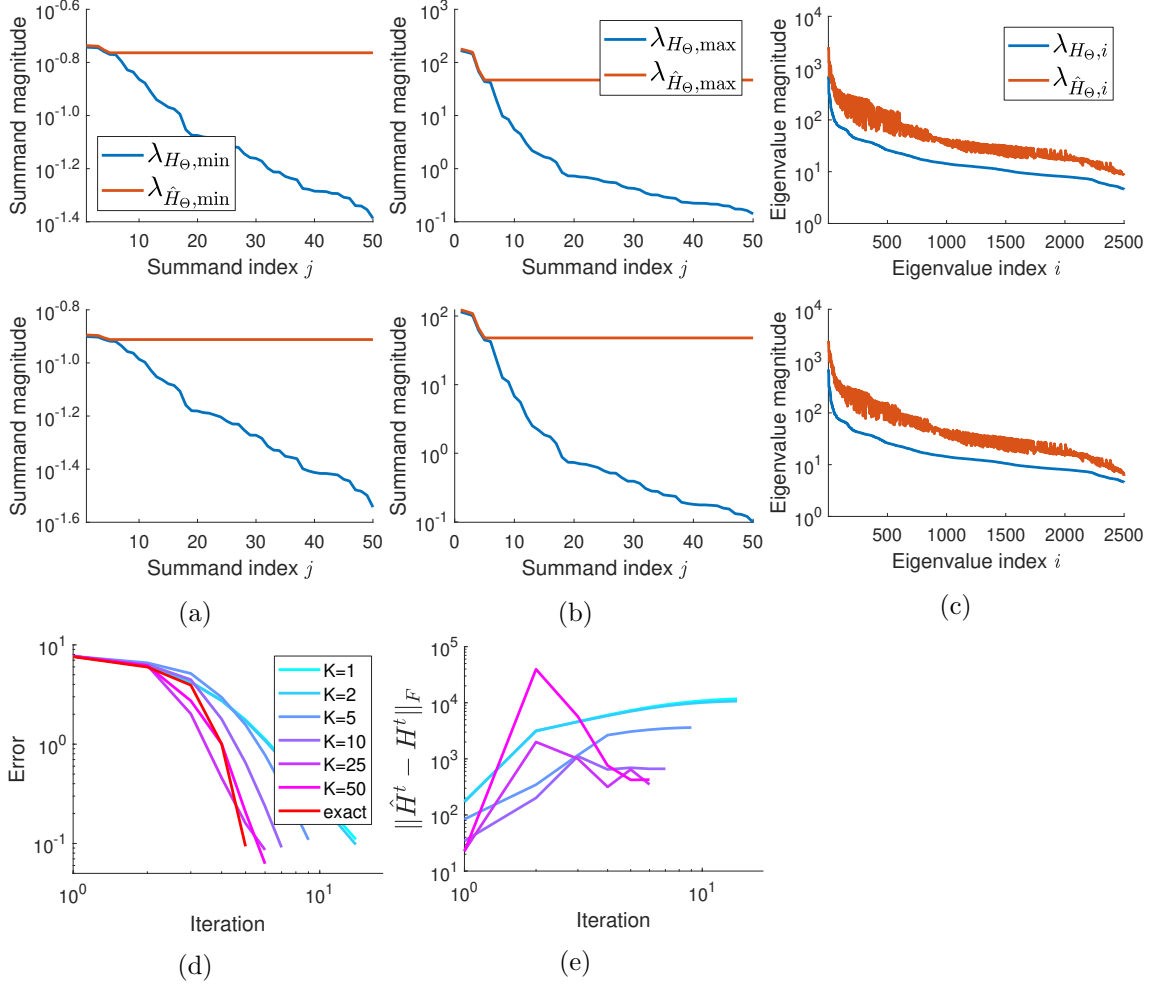 10^-0.8
10^-1.0
10^-1.2
10^-1.4
Summand magnitude
λ_{H_Θ,min}
λ_{Ĥ_Θ,min}
10 20 30 40 50
Summand index j
10^3
10^2
10^1
10^0
10^-1
Summand magnitude
λ_{H_Θ,max}
λ_{Ĥ_Θ,max}
0 10 20 30 40 50
Summand index j
10^4
10^3
10^2
10^1
10^0
Eigenvalue magnitude
λ_{H_Θ,i}
λ_{Ĥ_Θ,i}
500 1000 1500 2000 2500
Eigenvalue index i
10^-0.8
10^-1.0
10^-1.2
10^-1.4
10^-1.6
Summand magnitude
10 20 30 40 50
Summand index j
10^2
10^1
10^0
10^-1
Summand magnitude
0 10 20 30 40 50
Summand index j
10^4
10^3
10^2
10^1
10^0
Eigenvalue magnitude
500 1000 1500 2000 2500
Eigenvalue index i
(a)
(b)
(c)
10^1
10^0
10^-1
Error
K=1
K=2
K=5
K=10
K=25
K=50
exact
10^0 10^1
Iteration
10^5
10^4
10^3
10^2
10^1
‖Ĥ^t − H^t‖_F
10^0 10^1
Iteration
(d)
(e)